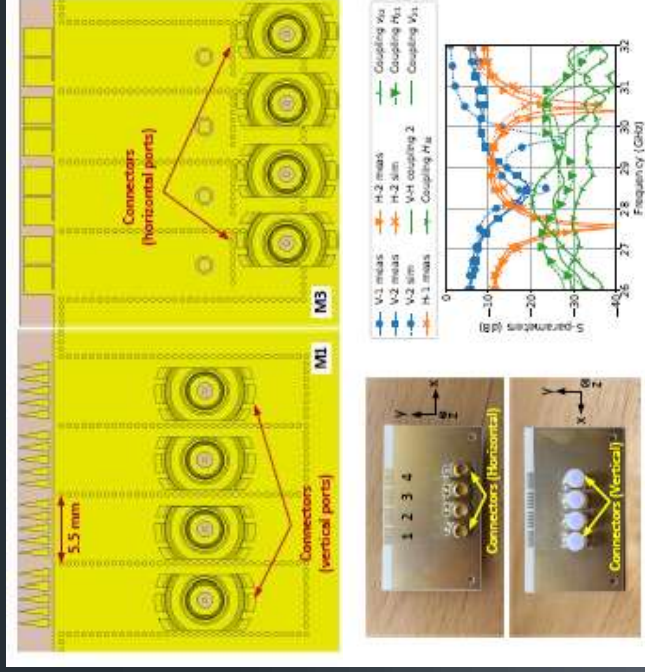 Connectors
(horizontal ports)
M3
5.5 mm
Connectors
(vertical ports)
M1
V-1 meas
V-2 meas
V-2 sim
H-1 meas
H-2 meas
H-2 sim
V-H coupling 2
Coupling H
Coupling V
Coupling H
Coupling V
0
-10
-20
-30
-40
S-parameters (dB)
26
27
28
29
30
31
32
Frequency (GHz)
1 2 3 4
Y
X
Z
Connectors (Horizontal)
Y
X
Z
Connectors (Vertical)